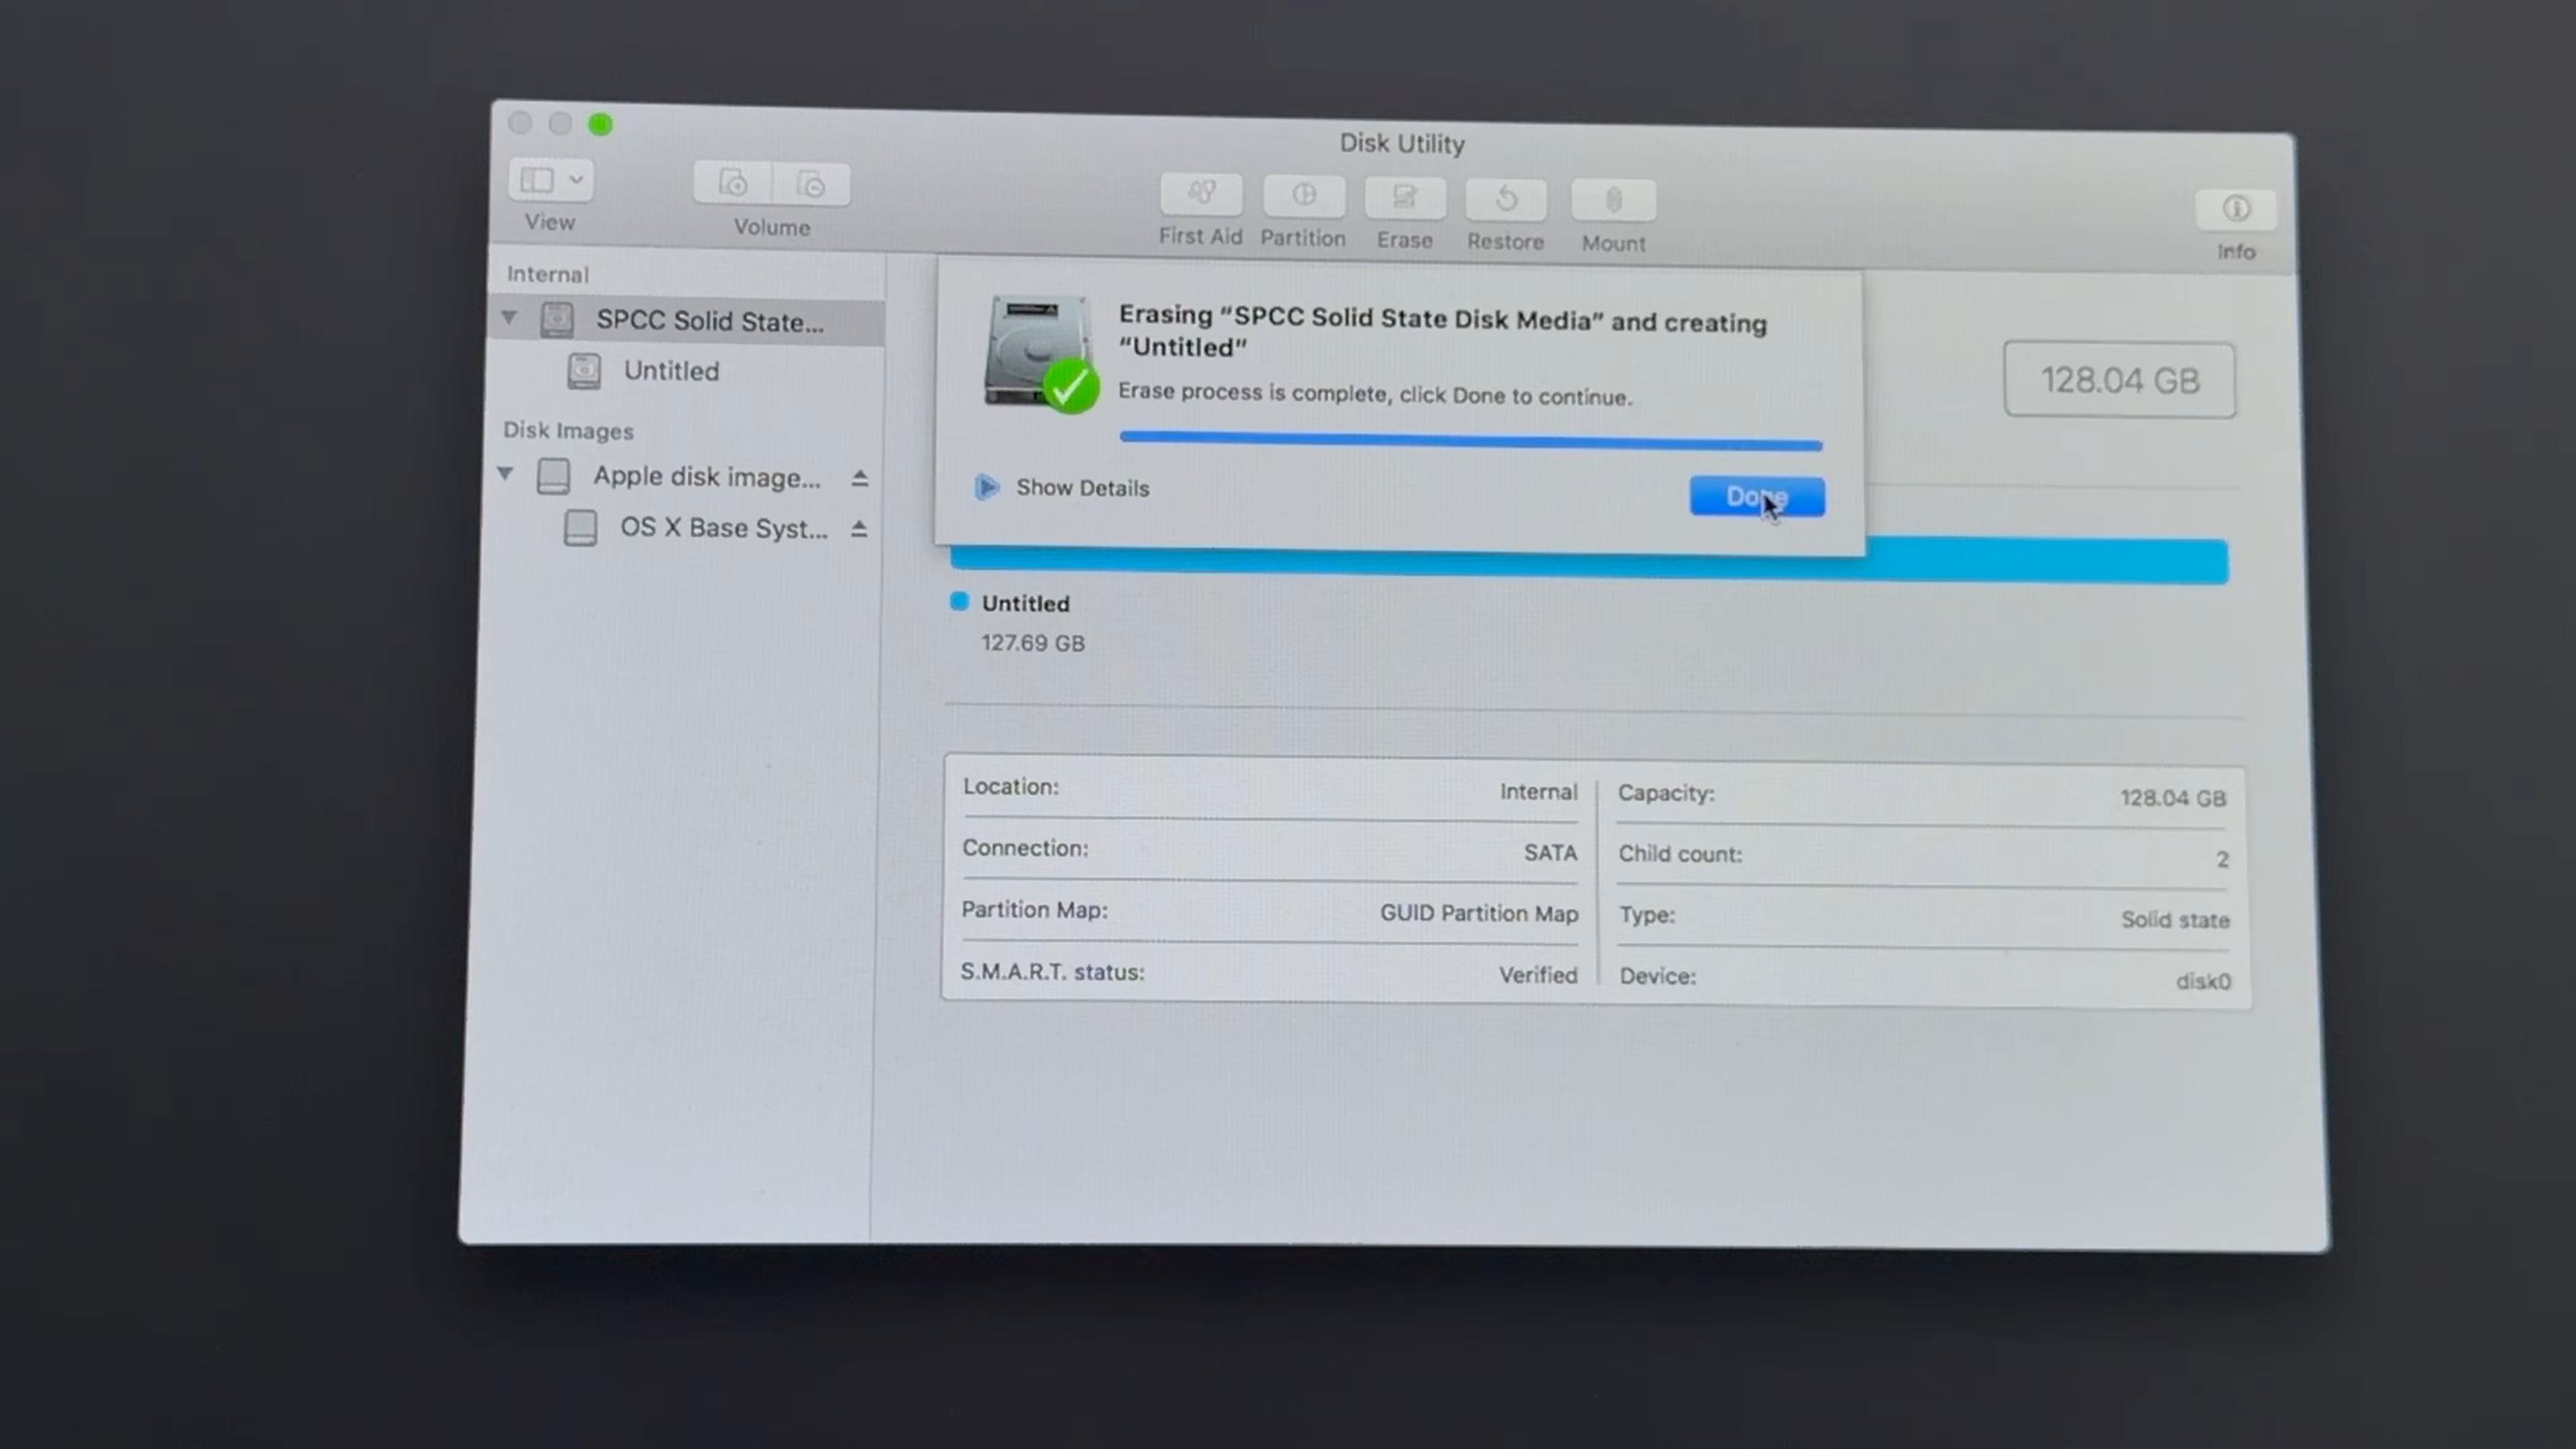 Disk Utility
View
Volume
First Aid
Partition
Erase
Restore
Mount
Info
Internal
SPCC Solid State...
Untitled
Disk Images
Apple disk image...
OS X Base Syst...
Erasing “SPCC Solid State Disk Media” and creating
“Untitled”
Erase process is complete, click Done to continue.
Show Details
Done
128.04 GB
Untitled
127.69 GB
Location: Internal
Connection: SATA
Partition Map: GUID Partition Map
S.M.A.R.T. status: Verified
Capacity: 128.04 GB
Child count: 2
Type: Solid state
Device: disk0